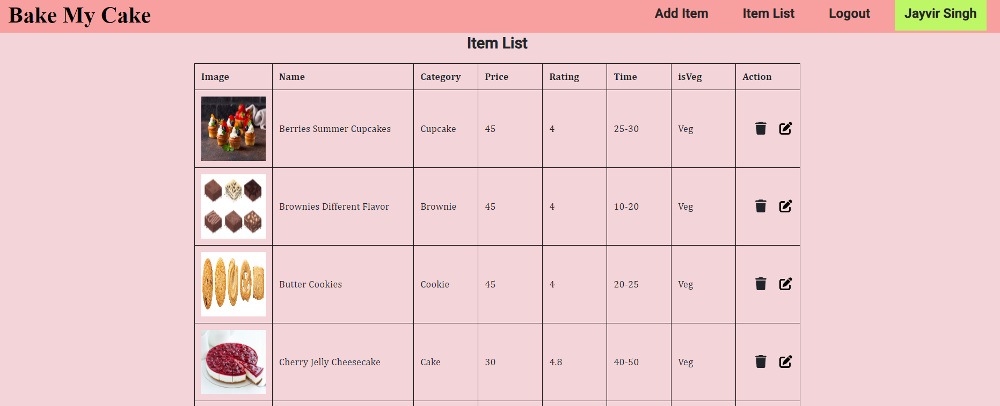 Bake My Cake Add Item Item List Logout Jayvir Singh
Item List
Image Name Category Price Rating Time isVeg Action
Berries Summer Cupcakes Cupcake 45 4 25-30 Veg
Brownies Different Flavor Brownie 45 4 10-20 Veg
Butter Cookies Cookie 45 4 20-25 Veg
Cherry Jelly Cheesecake Cake 30 4.8 40-50 Veg